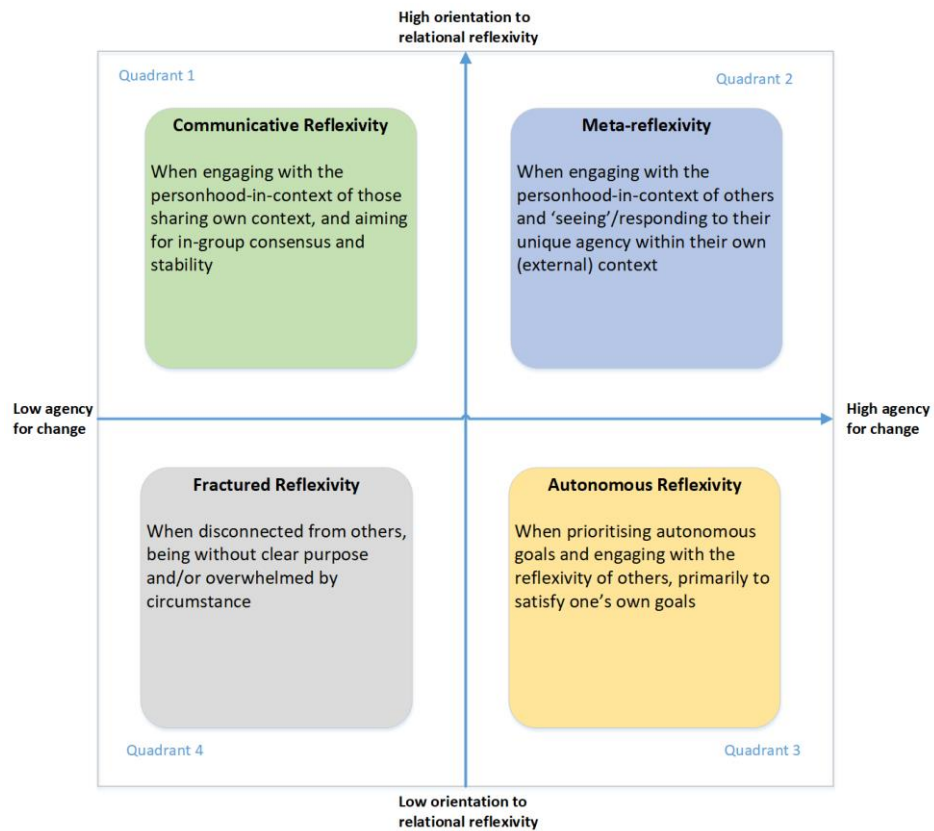 High orientation to
relational reflexivity
Quadrant 1
Quadrant 2
Communicative Reflexivity
When engaging with the
personhood-in-context of those
sharing own context, and aiming
for in-group consensus and
stability
Meta-reflexivity
When engaging with the
personhood-in-context of others
and ‘seeing’/responding to their
unique agency within their own
(external) context
Low agency
for change
High agency
for change
Fractured Reflexivity
When disconnected from others,
being without clear purpose
and/or overwhelmed by
circumstance
Autonomous Reflexivity
When prioritising autonomous
goals and engaging with the
reflexivity of others, primarily to
satisfy one’s own goals
Quadrant 4
Quadrant 3
Low orientation to
relational reflexivity